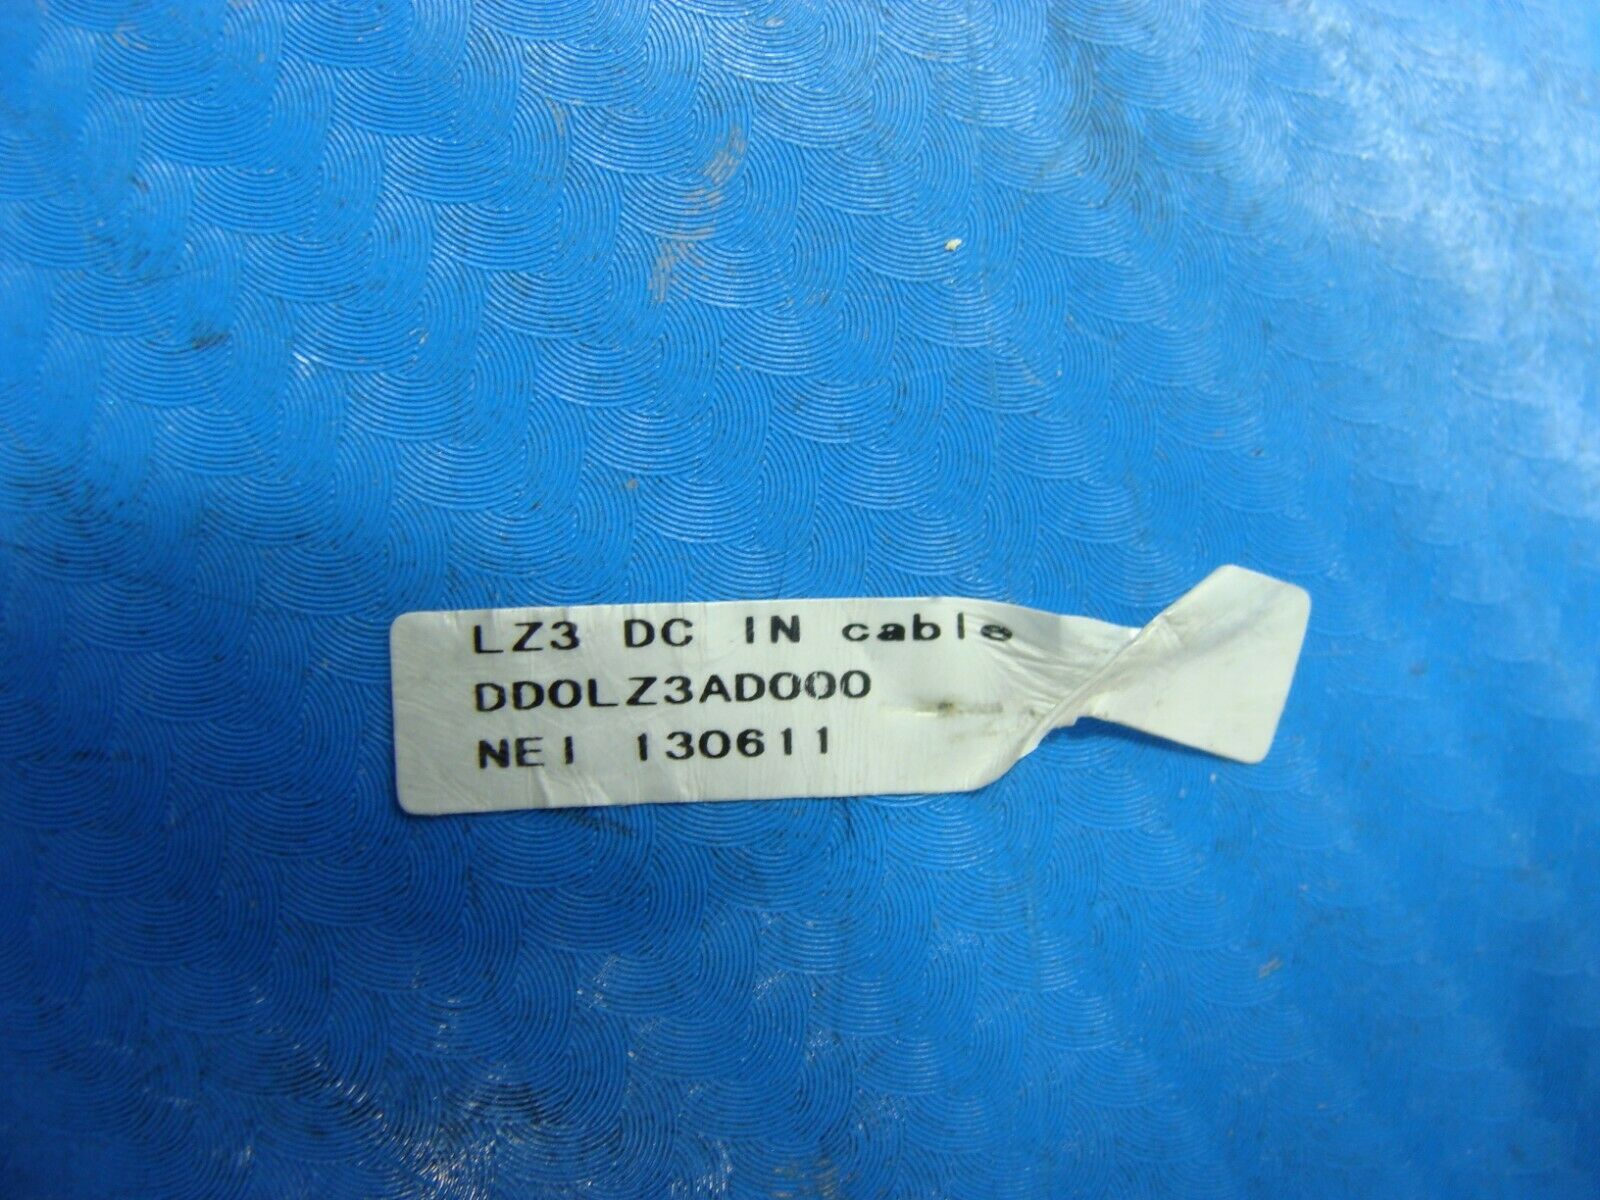 LZ3 DC IN cable
DD0LZ3AD000
NEI 130611